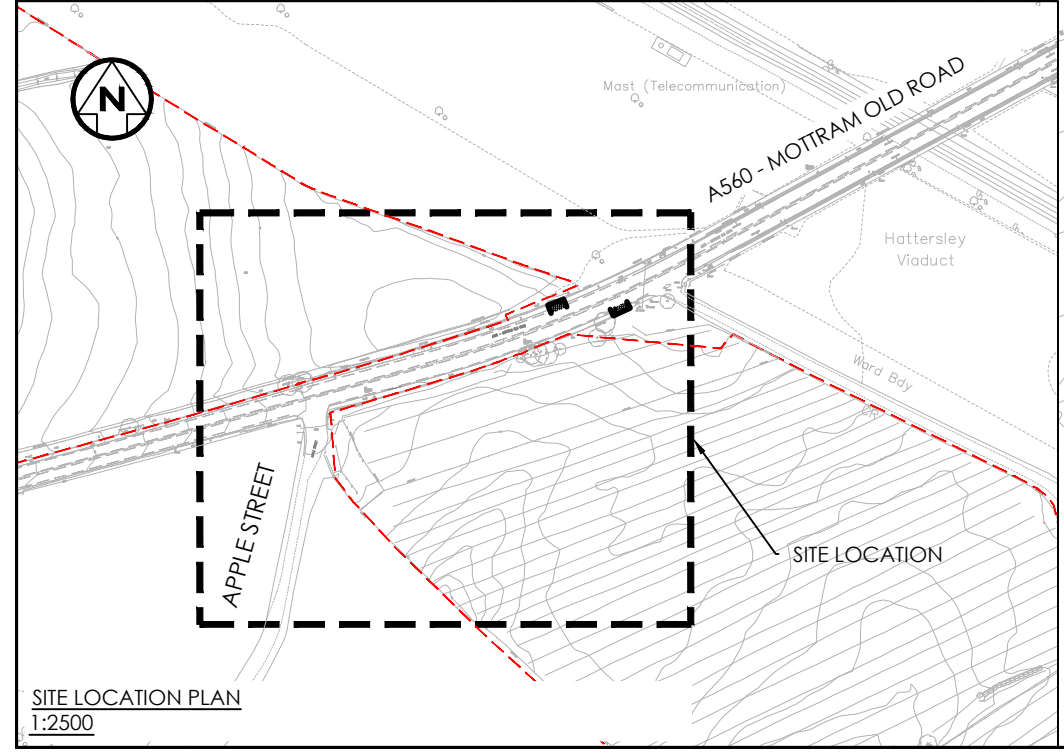 N
Mast (Telecommunication)
A560 - MOTTRAM OLD ROAD
Hattersley
Viaduct
Ward Bdy
APPLE STREET
SITE LOCATION
SITE LOCATION PLAN
1:2500